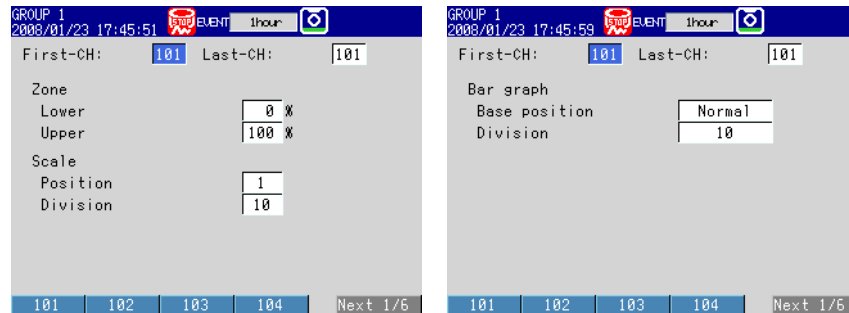 GROUP 1
2008/01/23 17:45:51 STOP EVENT 1hour
First-CH: 101 Last-CH: 101
Zone
Lower 0 %
Upper 100 %
Scale
Position 1
Division 10
101 102 103 104 Next 1/6
GROUP 1
2008/01/23 17:45:59 STOP EVENT 1hour
First-CH: 101 Last-CH: 101
Bar graph
Base position Normal
Division 10
101 102 103 104 Next 1/6